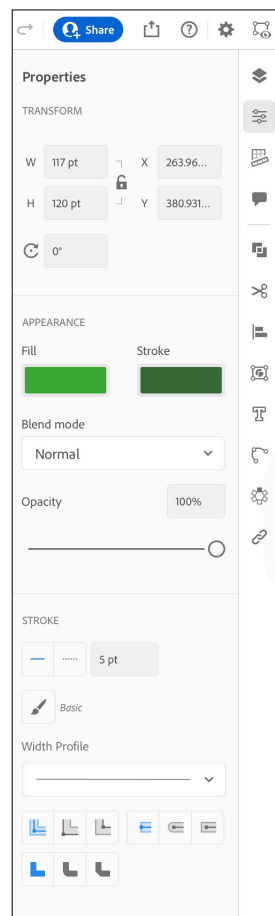 Share
Properties
TRANSFORM
W 117 pt X 263.96...
H 120 pt Y 380.931...
0°
APPEARANCE
Fill Stroke
Blend mode
Normal
Opacity 100%
STROKE
5 pt
Basic
Width Profile